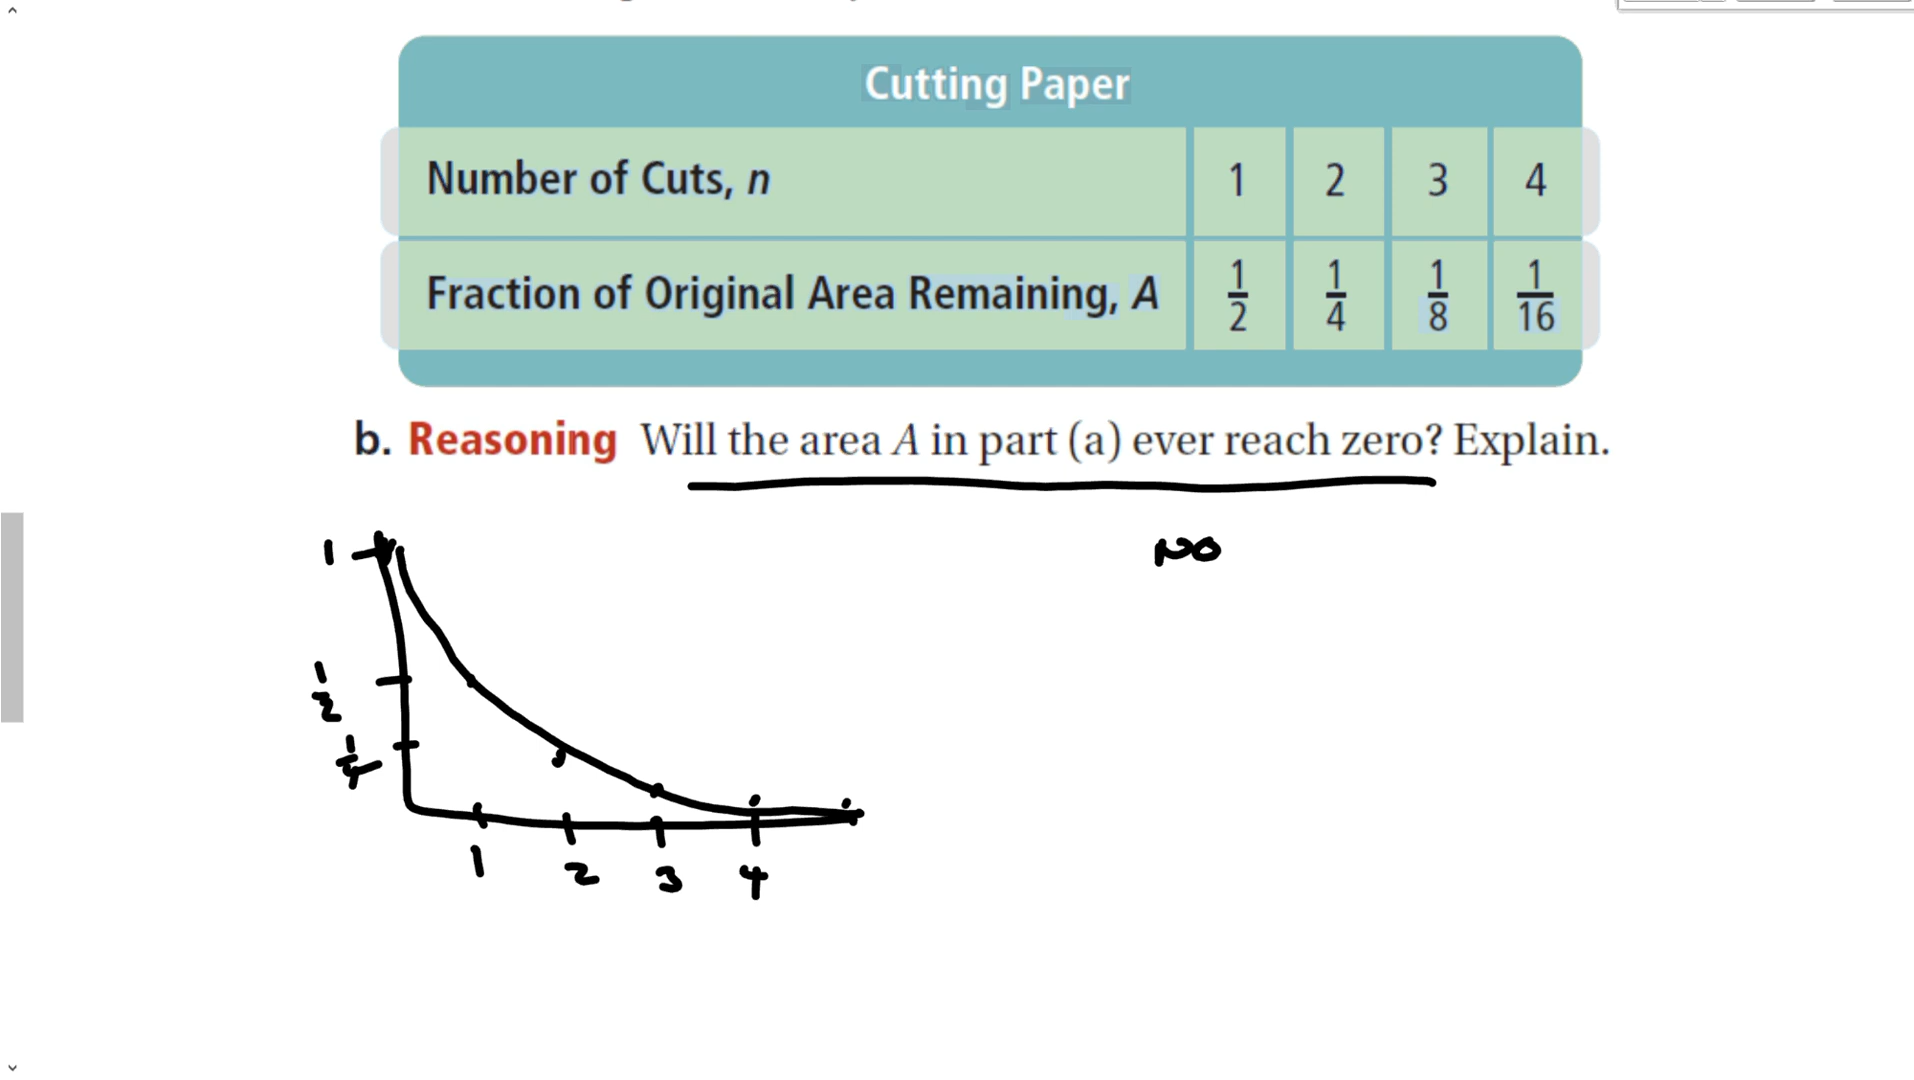 Cutting Paper
Number of Cuts, n 1 2 3 4
Fraction of Original Area Remaining, A 1/2 1/4 1/8 1/16
b. Reasoning Will the area A in part (a) ever reach zero? Explain.
NO
1
1/2
1/4
1 2 3 4